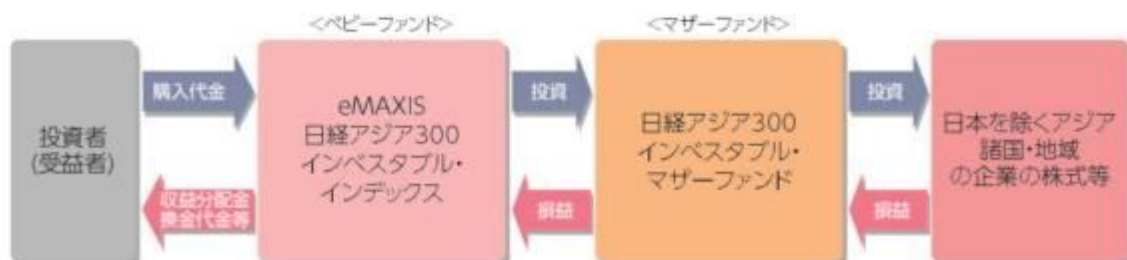 <ベビーファンド>
<マザーファンド>
投資者
(受益者)
購入代金
収益分配金
換金代金等
eMAXIS
日経アジア300
インベスタブル・
インデックス
投資
損益
日経アジア300
インベスタブル・
マザーファンド
投資
損益
日本を除くアジア
諸国・地域
の企業の株式等